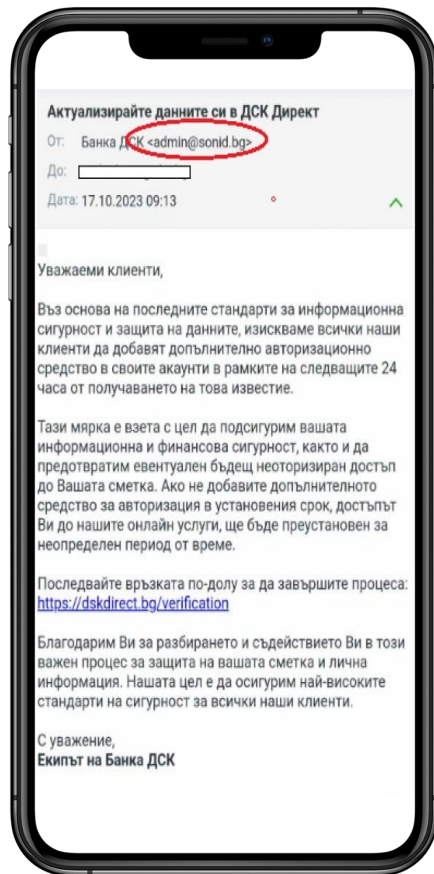 Актуализирайте данните си в ДСК Директ
От: Банка ДСК <admin@sonid.bg>
До:
Дата: 17.10.2023 09:13
Уважаеми клиенти,
Въз основа на последните стандарти за информационна
сигурност и защита на данните, изискваме всички наши
клиенти да добавят допълнително авторизационно
средство в своите акаунти в рамките на следващите 24
часа от получаването на това известие.
Тази мярка е взета с цел да подсигурим вашата
информационна и финансова сигурност, както и да
предотвратим евентуален бъдещ неоторизиран достъп
до Вашата сметка. Ако не добавите допълнителното
средство за авторизация в установения срок, достъпът
Ви до нашите онлайн услуги, ще бъде преустановен за
неопределен период от време.
Последвайте връзката по-долу за да завършите процеса:
https://dskdirect.bg/verification
Благодарим Ви за разбирането и съдействието Ви в този
важен процес за защита на вашата сметка и лична
информация. Нашата цел е да осигурим най-високите
стандарти на сигурност за всички наши клиенти.
С уважение,
Екипът на Банка ДСК